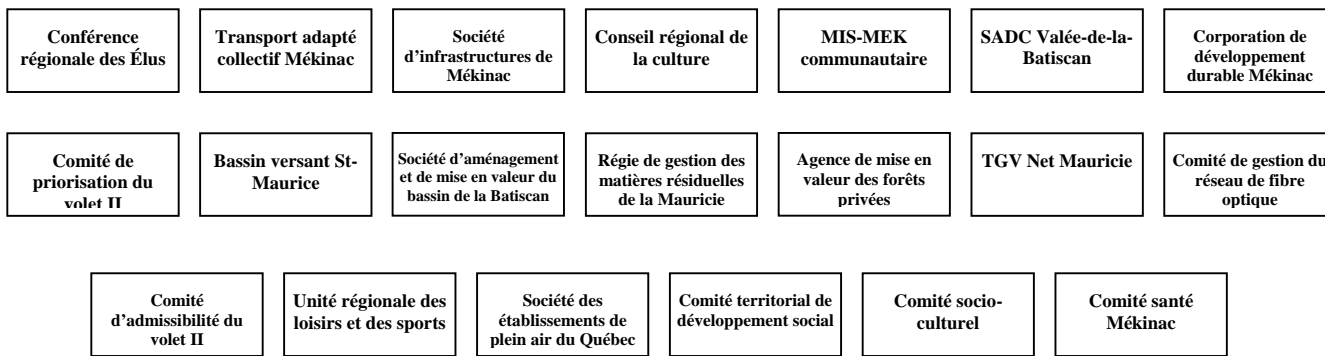 Conférence
régionale des Élus
Transport adapté
collectif Mékinac
Société
d'infrastructures de
Mékinac
Conseil régional de
la culture
MIS-MEK
communautaire
SADC Valée-de-la-
Batiscan
Corporation de
développement
durable Mékinac
Comité de
priorisation du
volet II
Bassin versant St-
Maurice
Société d'aménagement
et de mise en valeur du
bassin de la Batiscan
Régie de gestion des
matières résiduelles
de la Mauricie
Agence de mise en
valeur des forêts
privées
TGV Net Mauricie
Comité de gestion du
réseau de fibre
optique
Comité
d'admissibilité du
volet II
Unité régionale des
loisirs et des sports
Société des
établissements de
plein air du Québec
Comité territorial de
développement social
Comité socio-
culturel
Comité santé
Mékinac